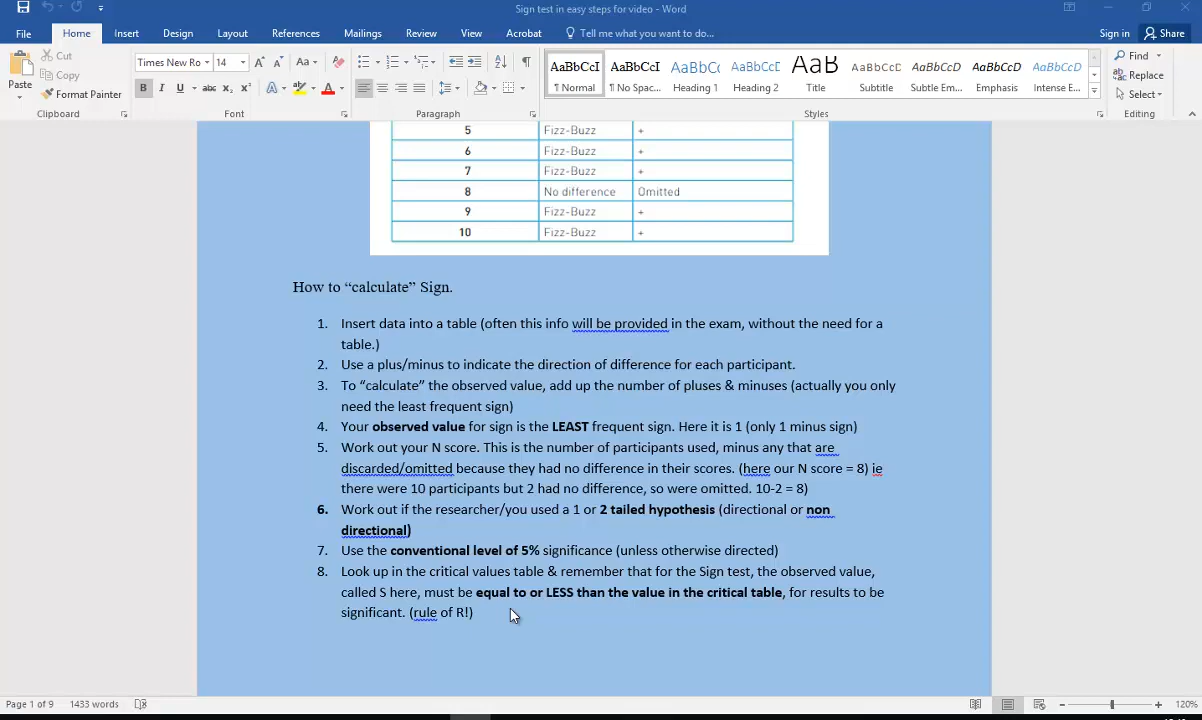 Sign test in easy steps for video - Word
File Home Insert Design Layout References Mailings Review View Acrobat Tell me what you want to do... Sign in Share
Paste Cut Copy Format Painter
Times New Ro 14 Aa
B I U abc x₂ x² A A
AaBbCcI AaBbCcI AaBbCc AaBbCcD AaB AaBbCcD AaBbCcD AaBbCcD AaBbCcD
¶ Normal ¶ No Spac... Heading 1 Heading 2 Title Subtitle Subtle Em... Emphasis Intense E...
Find
Replace
Select
Clipboard Font Paragraph Styles Editing
5 Fizz-Buzz +
6 Fizz-Buzz +
7 Fizz-Buzz +
8 No difference Omitted
9 Fizz-Buzz +
10 Fizz-Buzz +
How to “calculate” Sign.
1. Insert data into a table (often this info will be provided in the exam, without the need for a
table.)
2. Use a plus/minus to indicate the direction of difference for each participant.
3. To “calculate” the observed value, add up the number of pluses & minuses (actually you only
need the least frequent sign)
4. Your observed value for sign is the LEAST frequent sign. Here it is 1 (only 1 minus sign)
5. Work out your N score. This is the number of participants used, minus any that are
discarded/omitted because they had no difference in their scores. (here our N score = 8) ie
there were 10 participants but 2 had no difference, so were omitted. 10-2 = 8)
6. Work out if the researcher/you used a 1 or 2 tailed hypothesis (directional or non
directional)
7. Use the conventional level of 5% significance (unless otherwise directed)
8. Look up in the critical values table & remember that for the Sign test, the observed value,
called S here, must be equal to or LESS than the value in the critical table, for results to be
significant. (rule of R!)
Page 1 of 9 1433 words 120%